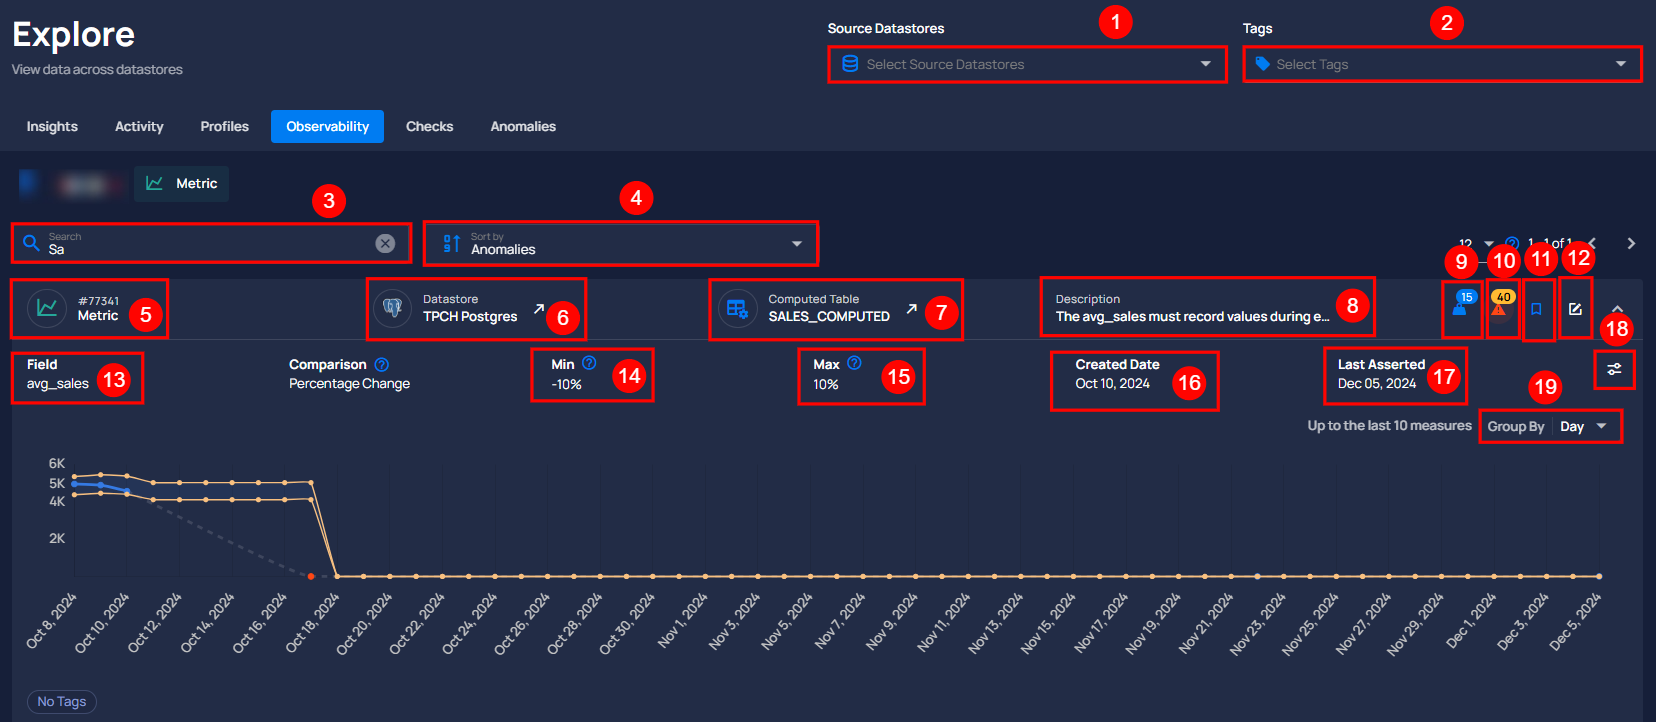 Explore
View data across datastores
Source Datastores
1
Select Source Datastores
Tags
2
Select Tags
Insights
Activity
Profiles
Observability
Checks
Anomalies
Metric
3
Search
Sa
4
Sort by
Anomalies
12
1-1 of 1
9
10
11
12
#77341
Metric
5
Datastore
TPCH Postgres
6
Computed Table
SALES_COMPUTED
7
Description
The avg_sales must record values during e...
8
15
40
18
Field
avg_sales
13
Comparison
Percentage Change
Min
-10%
14
Max
10%
15
Created Date
Oct 10, 2024
16
Last Asserted
Dec 05, 2024
17
19
Up to the last 10 measures
Group By
Day
6K
5K
4K
2K
Oct 8, 2024
Oct 10, 2024
Oct 12, 2024
Oct 14, 2024
Oct 16, 2024
Oct 18, 2024
Oct 20, 2024
Oct 22, 2024
Oct 24, 2024
Oct 26, 2024
Oct 28, 2024
Oct 30, 2024
Nov 1, 2024
Nov 3, 2024
Nov 5, 2024
Nov 7, 2024
Nov 9, 2024
Nov 11, 2024
Nov 13, 2024
Nov 15, 2024
Nov 17, 2024
Nov 19, 2024
Nov 21, 2024
Nov 23, 2024
Nov 25, 2024
Nov 27, 2024
Nov 29, 2024
Dec 1, 2024
Dec 3, 2024
Dec 5, 2024
No Tags